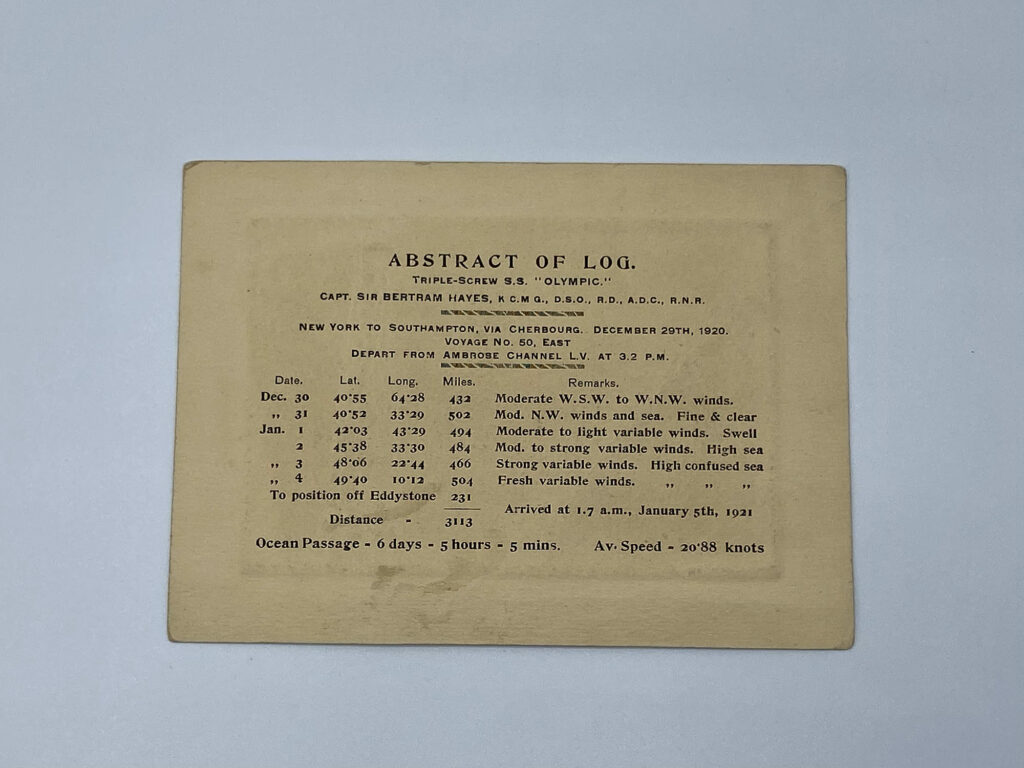 ABSTRACT OF LOG.
TRIPLE-SCREW S.S. "OLYMPIC."
CAPT. SIR BERTRAM HAYES, K C.M G., D.S.O., R.D., A.D.C., R.N.R.
NEW YORK TO SOUTHAMPTON, VIA CHERBOURG. DECEMBER 29TH, 1920.
VOYAGE NO. 50, EAST
DEPART FROM AMBROSE CHANNEL L.V. AT 3.2 P.M.
Date. Lat. Long. Miles. Remarks.
Dec. 30 40·55 64·28 432 Moderate W.S.W. to W.N.W. winds.
„ 31 40·52 33·29 502 Mod. N.W. winds and sea. Fine & clear
Jan. 1 42·03 43·29 494 Moderate to light variable winds. Swell
2 45·38 33·30 484 Mod. to strong variable winds. High sea
„ 3 48·06 22·44 466 Strong variable winds. High confused sea
„ 4 49·40 10·12 504 Fresh variable winds. „ „ „
To position off Eddystone 231
Arrived at 1.7 a.m., January 5th, 1921
Distance - 3113
Ocean Passage - 6 days - 5 hours - 5 mins. Av. Speed - 20·88 knots